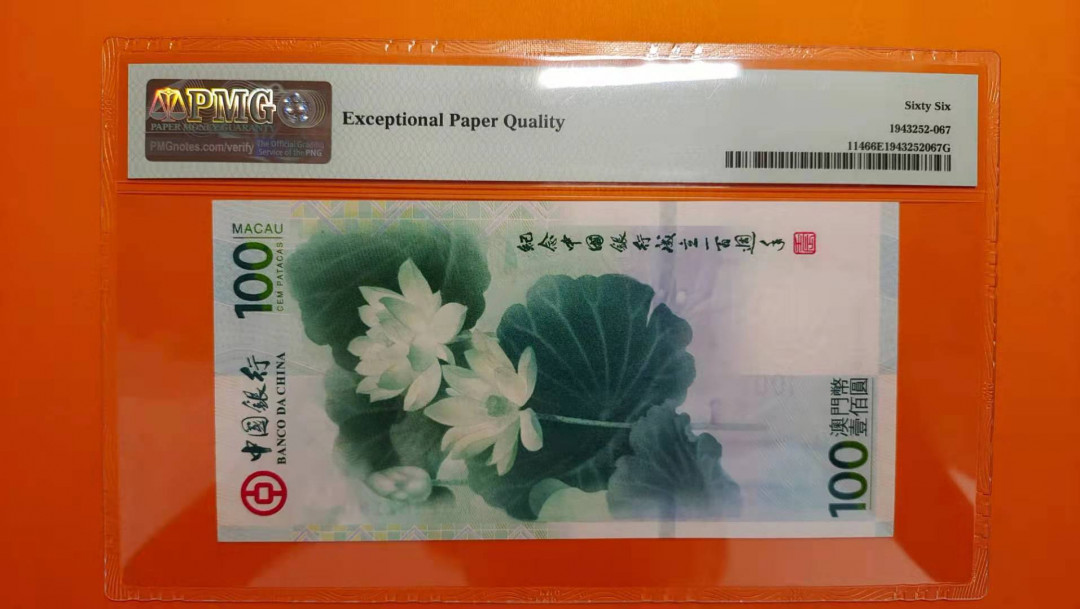 PMG
PAPER MONEY GUARANTY
PMGnotes.com/verify
The Official Grading
Service of the PNG
Exceptional Paper Quality
Sixty Six
1943252-067
11466E1943252067G
MACAU
100
CEM PATACAS
紀念中國銀行成立一百週年
中國銀行
BANCO DA CHINA
澳門幣
壹佰圓
100